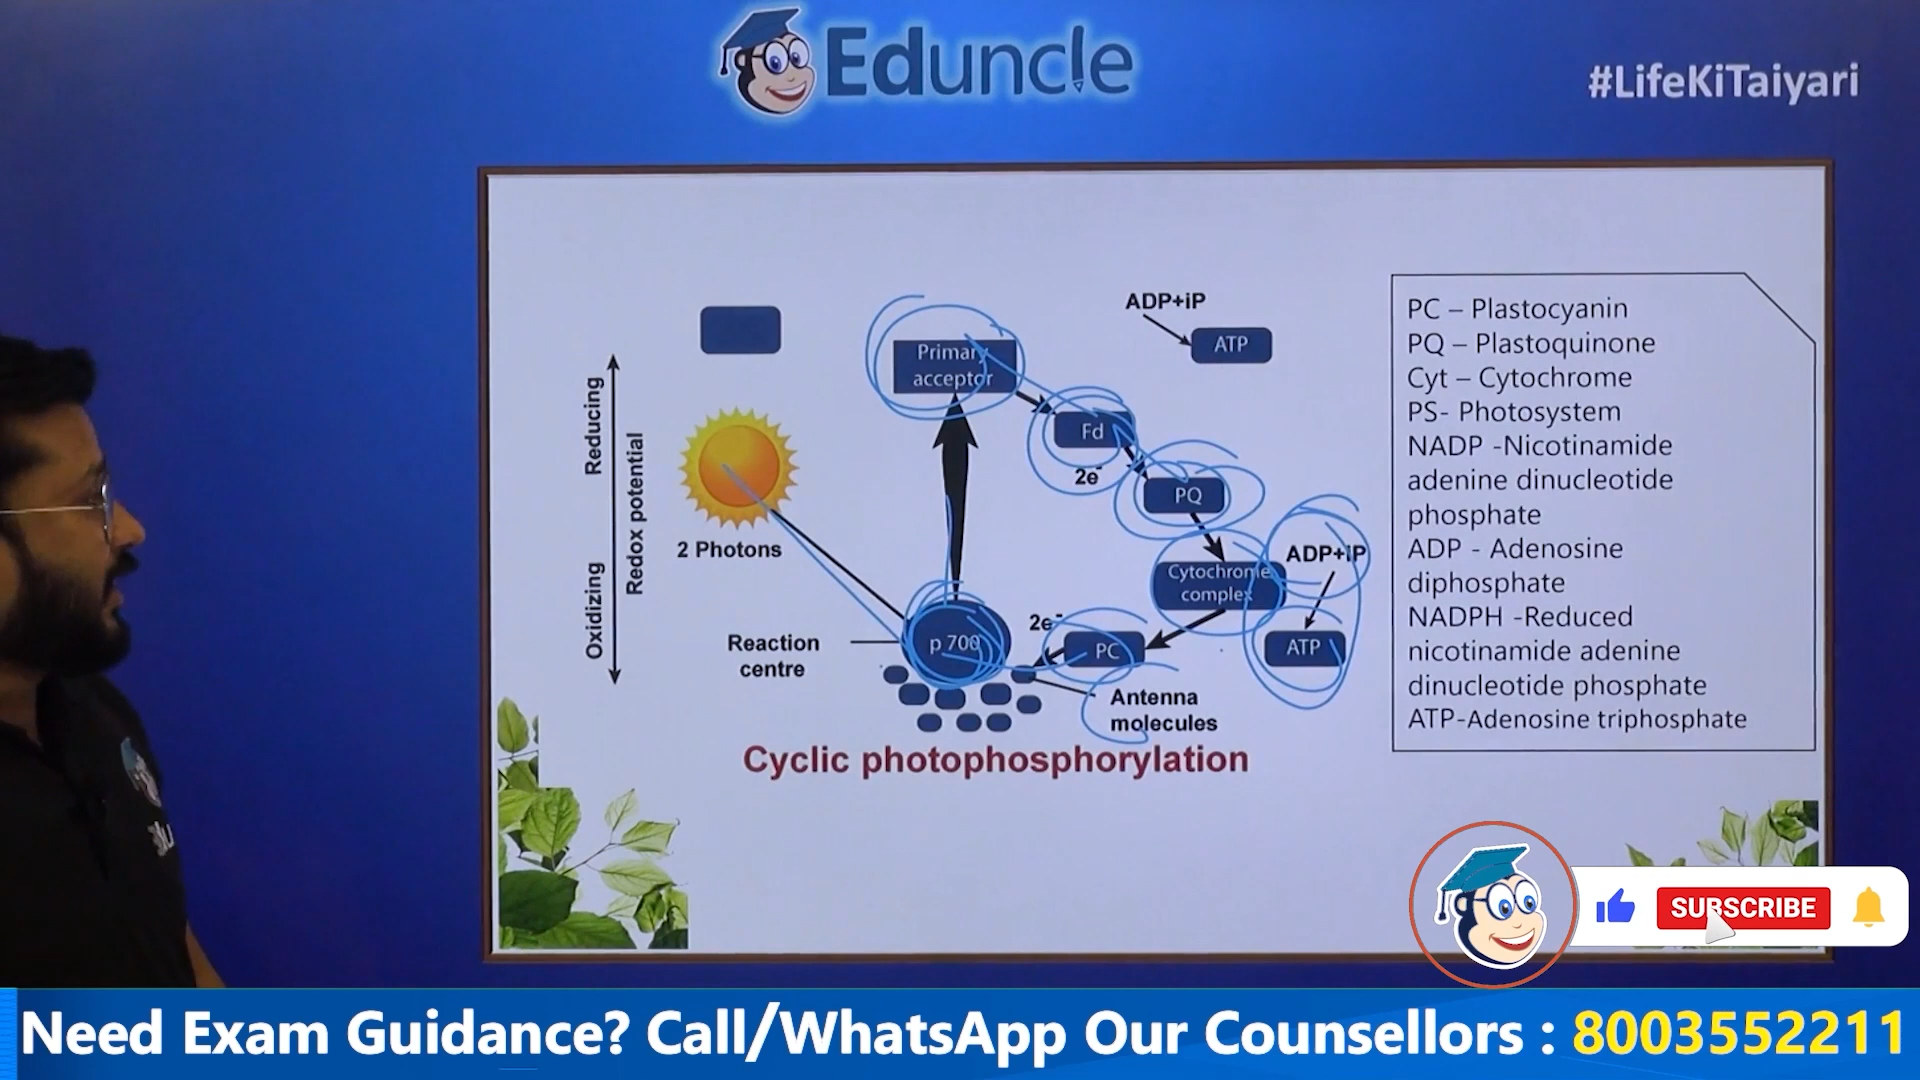 Eduncle
#LifeKiTaiyari
ADP+iP
ATP
Primary
acceptor
Reducing
Redox potential
Oxidizing
Fd
2e-
PQ
2 Photons
ADP+iP
Cytochrome
complex
2e-
Reaction
centre
p 700
PC
ATP
Antenna
molecules
Cyclic photophosphorylation
PC – Plastocyanin
PQ – Plastoquinone
Cyt – Cytochrome
PS- Photosystem
NADP -Nicotinamide
adenine dinucleotide
phosphate
ADP - Adenosine
diphosphate
NADPH -Reduced
nicotinamide adenine
dinucleotide phosphate
ATP-Adenosine triphosphate
SUBSCRIBE
Need Exam Guidance? Call/WhatsApp Our Counsellors : 8003552211